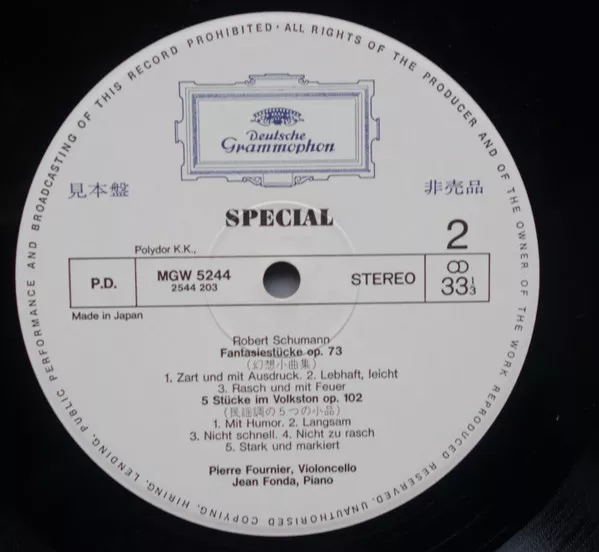 ALL RIGHTS OF THE PRODUCER AND OF THE OWNER OF THE WORK REPRODUCED RESERVED. UNAUTHORISED COPYING, HIRING, LENDING, PUBLIC PERFORMANCE AND BROADCASTING OF THIS RECORD PROHIBITED ·
Deutsche
Grammophon
見本盤
非売品
SPECIAL
2
Polydor K.K.,
P.D.
MGW 5244
2544 203
STEREO
33 1/3
Made in Japan
Robert Schumann
Fantasiestücke op. 73
(幻想小曲集)
1. Zart und mit Ausdruck. 2. Lebhaft, leicht
3. Rasch und mit Feuer
5 Stücke im Volkston op. 102
(民謡調の5つの小品)
1. Mit Humor. 2. Langsam
3. Nicht schnell. 4. Nicht zu rasch
5. Stark und markiert
Pierre Fournier, Violoncello
Jean Fonda, Piano